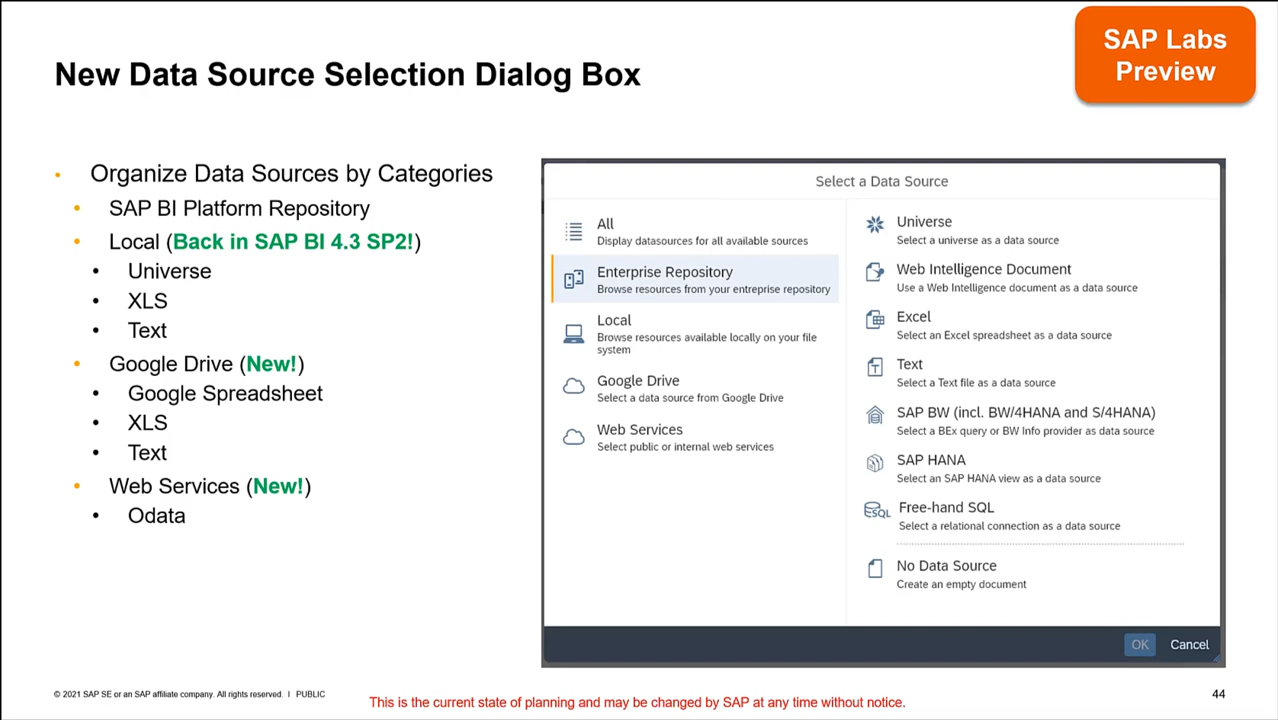 SAP Labs
Preview
New Data Source Selection Dialog Box
• Organize Data Sources by Categories
• SAP BI Platform Repository
• Local (Back in SAP BI 4.3 SP2!)
• Universe
• XLS
• Text
• Google Drive (New!)
• Google Spreadsheet
• XLS
• Text
• Web Services (New!)
• Odata
Select a Data Source
All
Display datasources for all available sources
Enterprise Repository
Browse resources from your entreprise repository
Local
Browse resources available locally on your file
system
Google Drive
Select a data source from Google Drive
Web Services
Select public or internal web services
Universe
Select a universe as a data source
Web Intelligence Document
Use a Web Intelligence document as a data source
Excel
Select an Excel spreadsheet as a data source
Text
Select a Text file as a data source
SAP BW (incl. BW/4HANA and S/4HANA)
Select a BEx query or BW Info provider as data source
SAP HANA
Select an SAP HANA view as a data source
SQL
Free-hand SQL
Select a relational connection as a data source
No Data Source
Create an empty document
OK
Cancel
© 2021 SAP SE or an SAP affiliate company. All rights reserved. I PUBLIC
This is the current state of planning and may be changed by SAP at any time without notice.
44